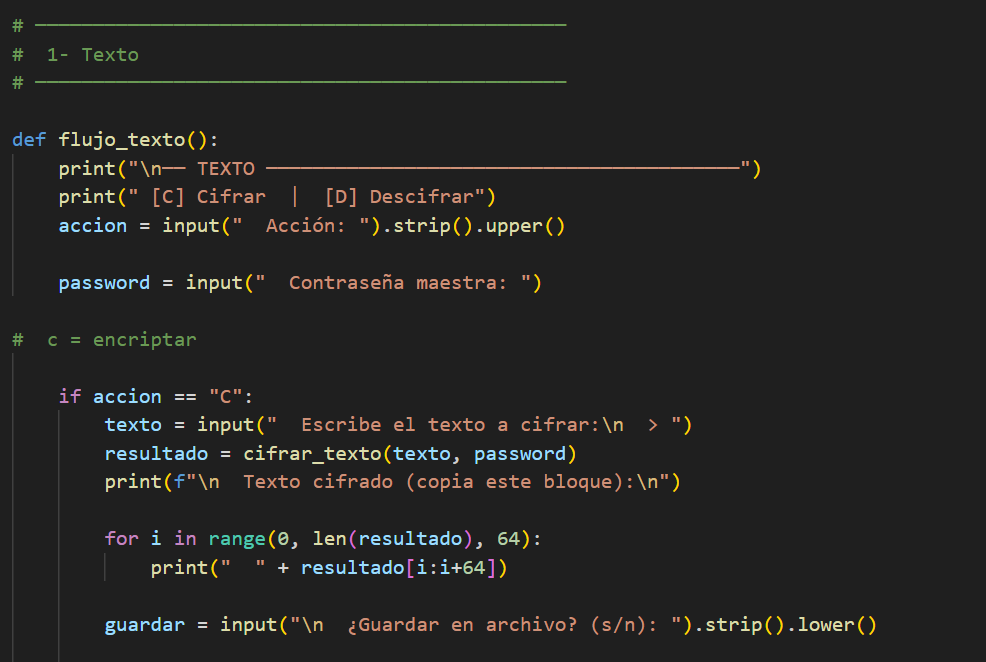 # ──────────────────────────────────────────────
#  1- Texto
# ──────────────────────────────────────────────
def flujo_texto():
    print("\n── TEXTO ─────────────────────────────────────────")
    print(" [C] Cifrar  |  [D] Descifrar")
    accion = input("  Acción: ").strip().upper()
    password = input("  Contraseña maestra: ")
#  c = encriptar
    if accion == "C":
        texto = input("  Escribe el texto a cifrar:\n  > ")
        resultado = cifrar_texto(texto, password)
        print(f"\n  Texto cifrado (copia este bloque):\n")
        for i in range(0, len(resultado), 64):
            print("  " + resultado[i:i+64])
        guardar = input("\n  ¿Guardar en archivo? (s/n): ").strip().lower()